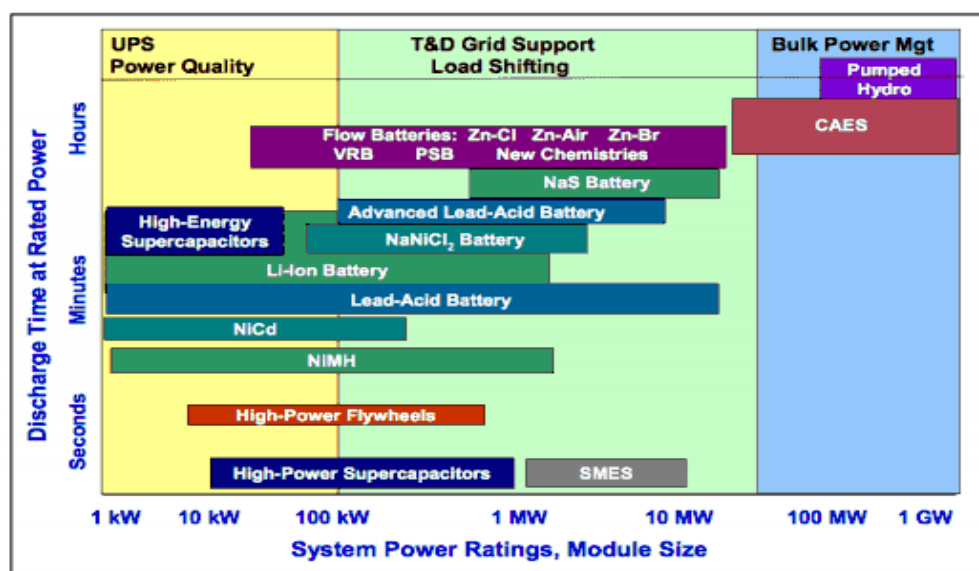 UPS
Power Quality
T&D Grid Support
Load Shifting
Bulk Power Mgt
Pumped
Hydro
CAES
Flow Batteries: Zn-Cl Zn-Air Zn-Br
VRB PSB New Chemistries
NaS Battery
Advanced Lead-Acid Battery
High-Energy
Supercapacitors
NaNiCl₂ Battery
Li-Ion Battery
Lead-Acid Battery
NiCd
NiMH
High-Power Flywheels
High-Power Supercapacitors
SMES
Discharge Time at Rated Power
Hours
Minutes
Seconds
1 kW 10 kW 100 kW 1 MW 10 MW 100 MW 1 GW
System Power Ratings, Module Size